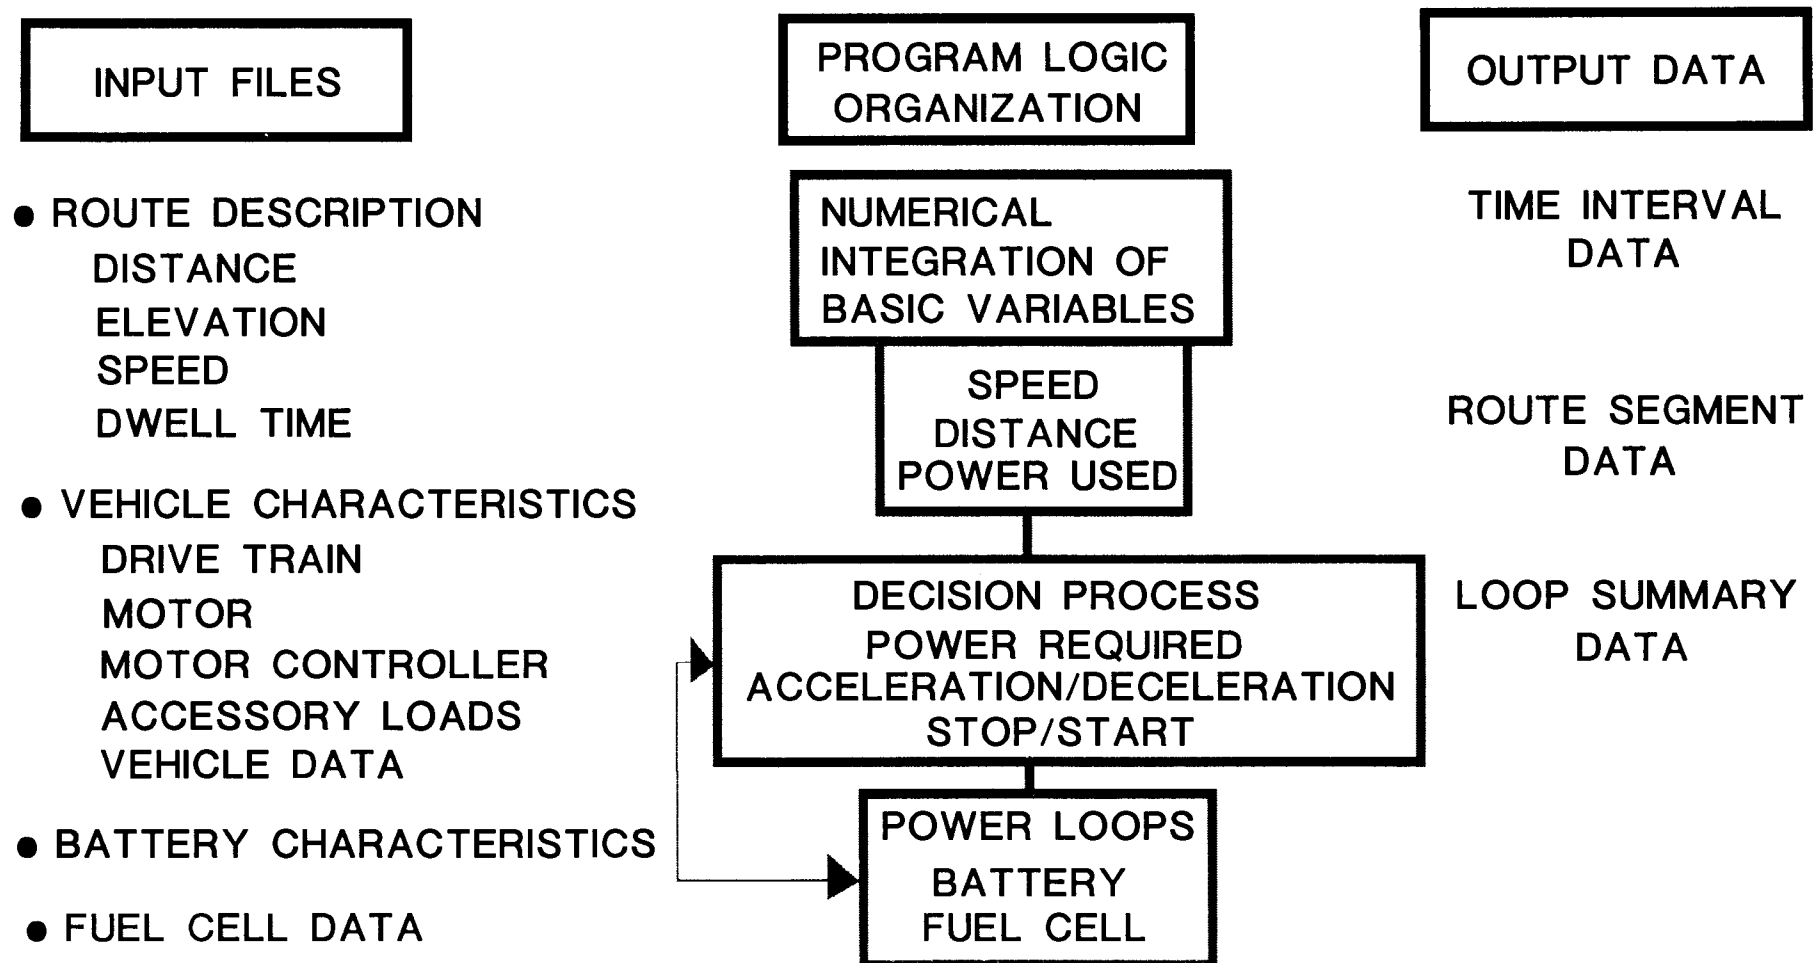 INPUT FILES
● ROUTE DESCRIPTION
DISTANCE
ELEVATION
SPEED
DWELL TIME
● VEHICLE CHARACTERISTICS
DRIVE TRAIN
MOTOR
MOTOR CONTROLLER
ACCESSORY LOADS
VEHICLE DATA
● BATTERY CHARACTERISTICS
● FUEL CELL DATA
PROGRAM LOGIC
ORGANIZATION
NUMERICAL
INTEGRATION OF
BASIC VARIABLES
SPEED
DISTANCE
POWER USED
DECISION PROCESS
POWER REQUIRED
ACCELERATION/DECELERATION
STOP/START
POWER LOOPS
BATTERY
FUEL CELL
OUTPUT DATA
TIME INTERVAL
DATA
ROUTE SEGMENT
DATA
LOOP SUMMARY
DATA